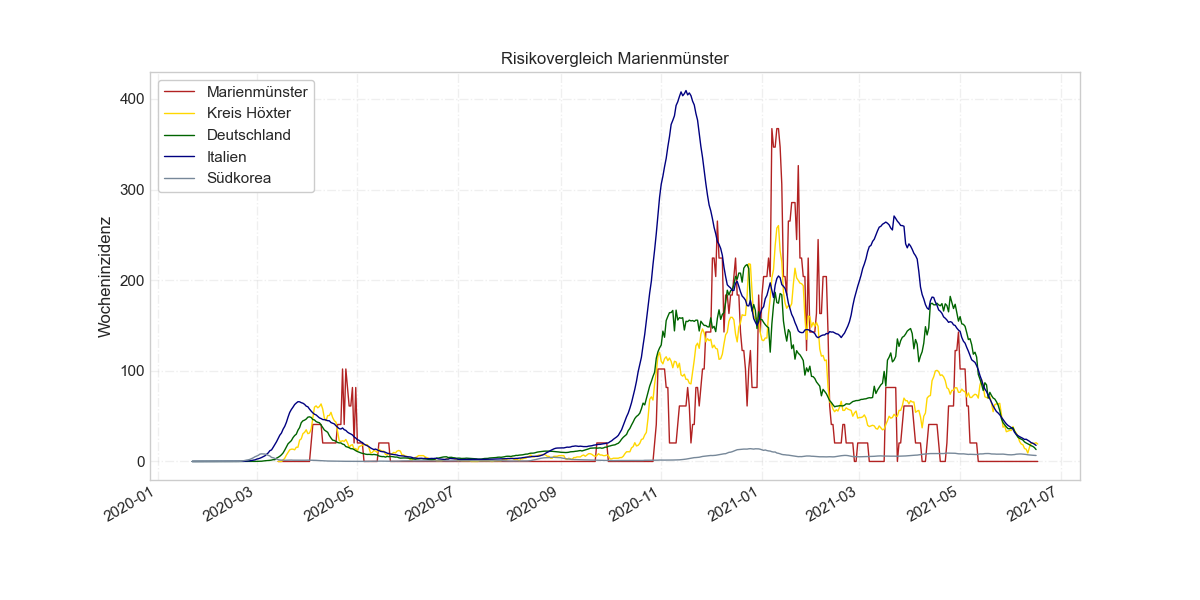 Risikovergleich Marienmünster
Wocheninzidenz
400
300
200
100
0
Marienmünster
Kreis Höxter
Deutschland
Italien
Südkorea
2020-01
2020-03
2020-05
2020-07
2020-09
2020-11
2021-01
2021-03
2021-05
2021-07